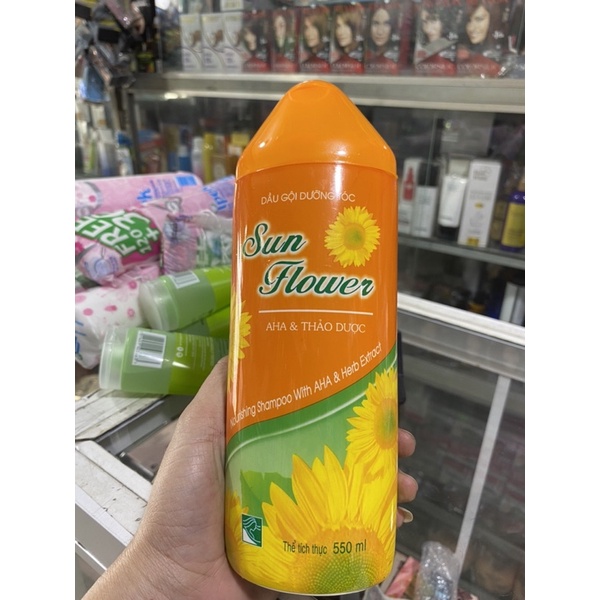 DẦU GỘI DƯỠNG TÓC
Sun
Flower
AHA & THẢO DƯỢC
Nourishing Shampoo With AHA & Herb Extract
Thể tích thực 550 ml
FREE